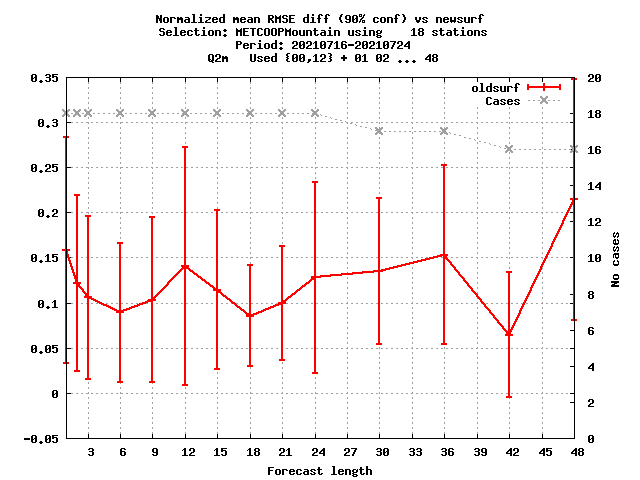 Normalized mean RMSE diff (90% conf) vs newsurf
Selection: METCOOPMountain using    18 stations
Period: 20210716-20210724
Q2m   Used {00,12} + 01 02 ... 48
0.35
0.3
0.25
0.2
0.15
0.1
0.05
0
-0.05
oldsurf
Cases
20
18
16
14
12
10
8
6
4
2
0
No cases
3 6 9 12 15 18 21 24 27 30 33 36 39 42 45 48
Forecast length